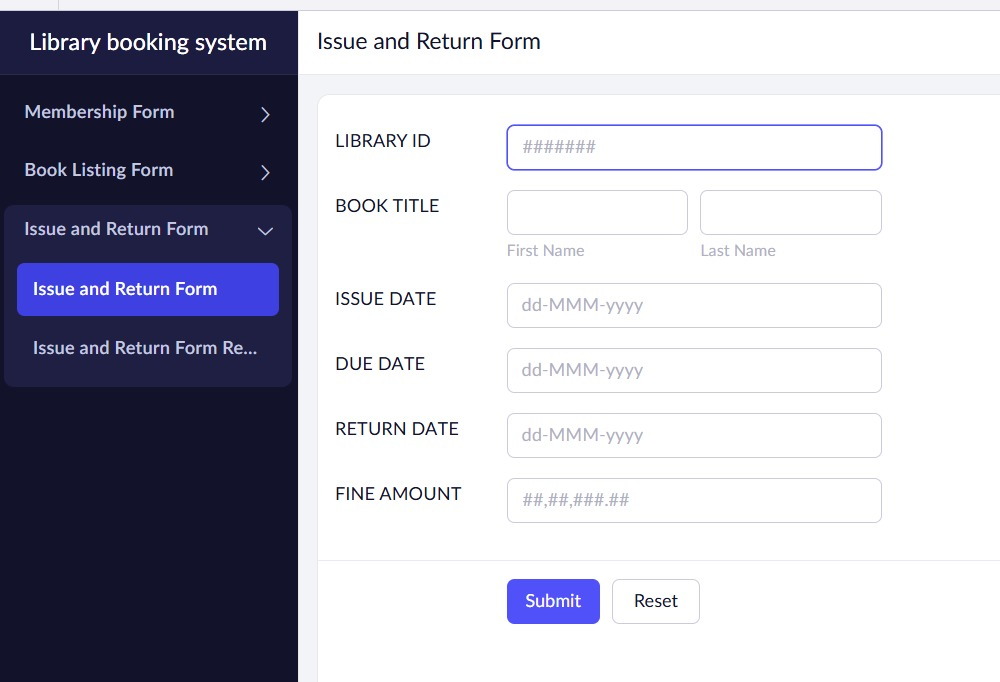 Library booking system
Issue and Return Form
Membership Form
Book Listing Form
Issue and Return Form
Issue and Return Form
Issue and Return Form Re...
LIBRARY ID
#######
BOOK TITLE
First Name
Last Name
ISSUE DATE
dd-MMM-yyyy
DUE DATE
dd-MMM-yyyy
RETURN DATE
dd-MMM-yyyy
FINE AMOUNT
##,##,###.##
Submit
Reset